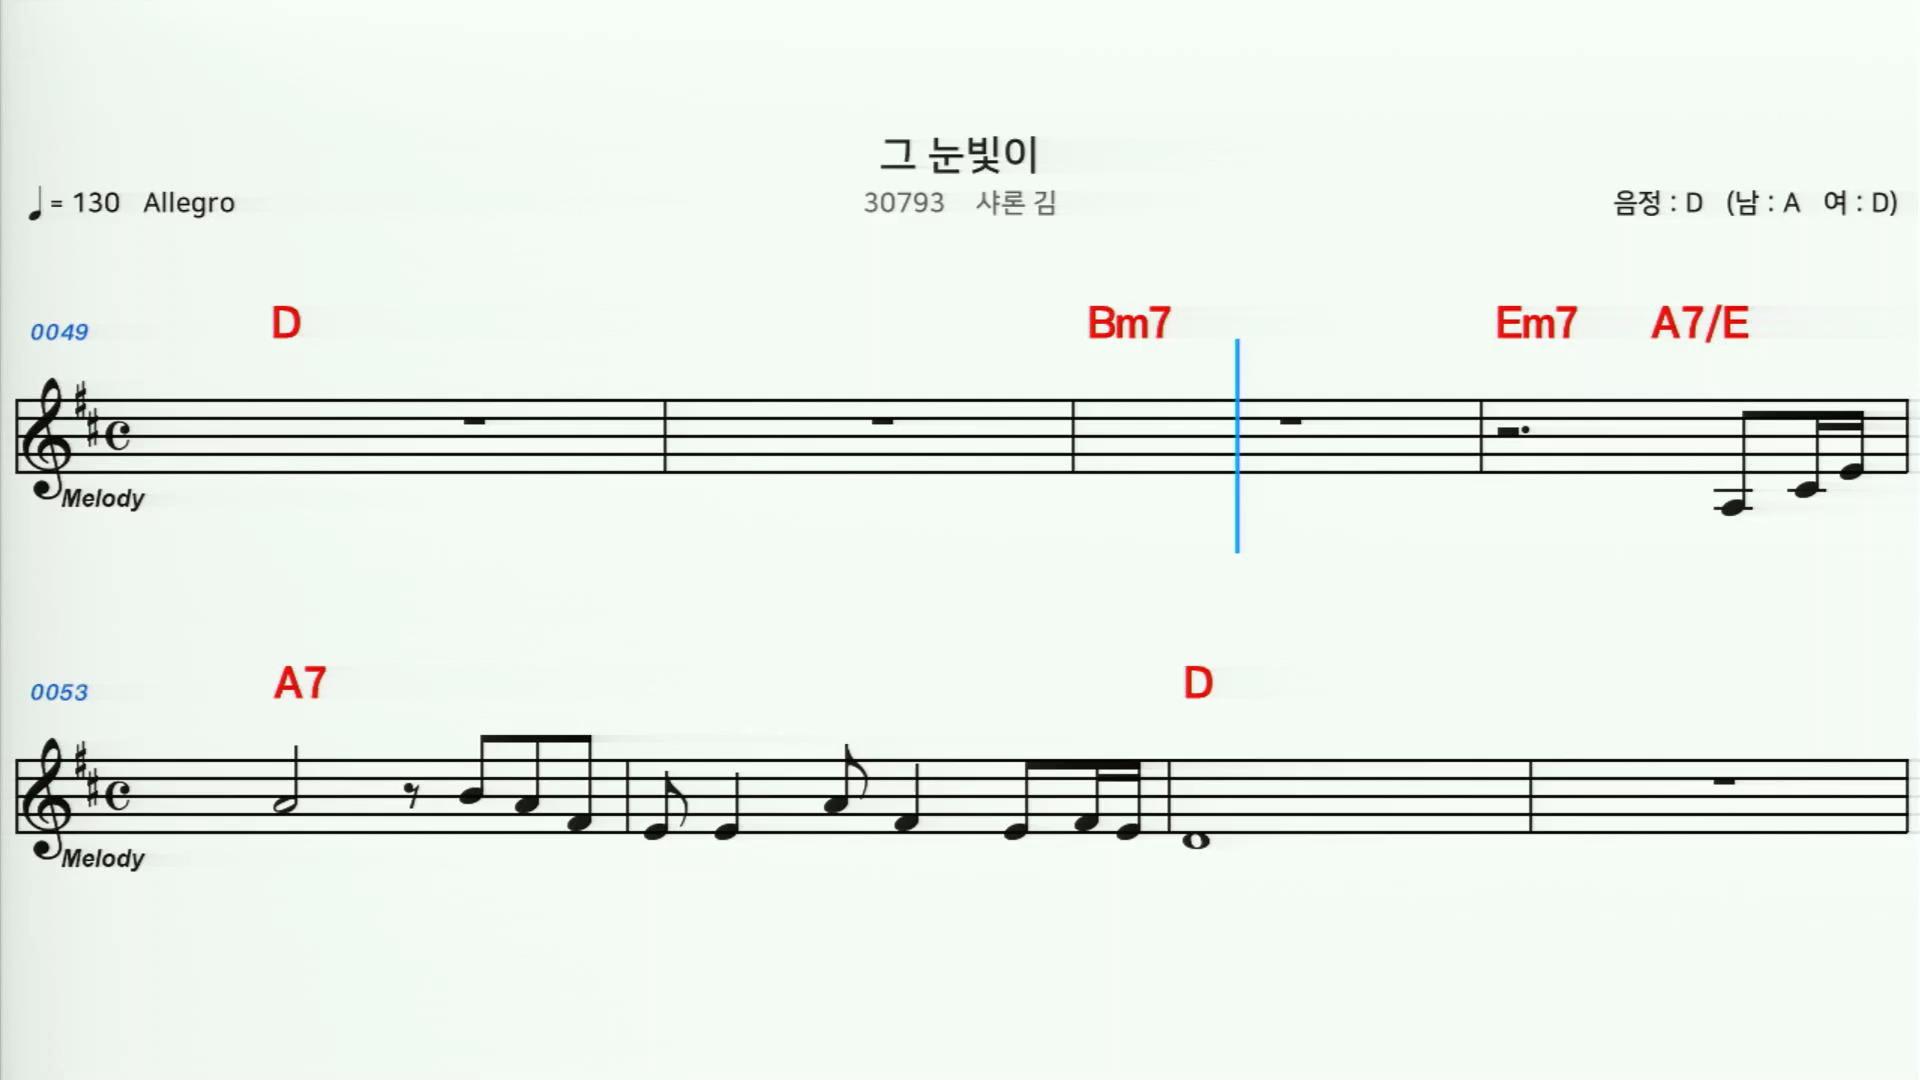 그 눈빛이
♩ = 130 Allegro
30793 샤론 김
음정 : D (남 : A 여 : D)
0049 D Bm7 Em7 A7/E
Melody
0053 A7 D
Melody